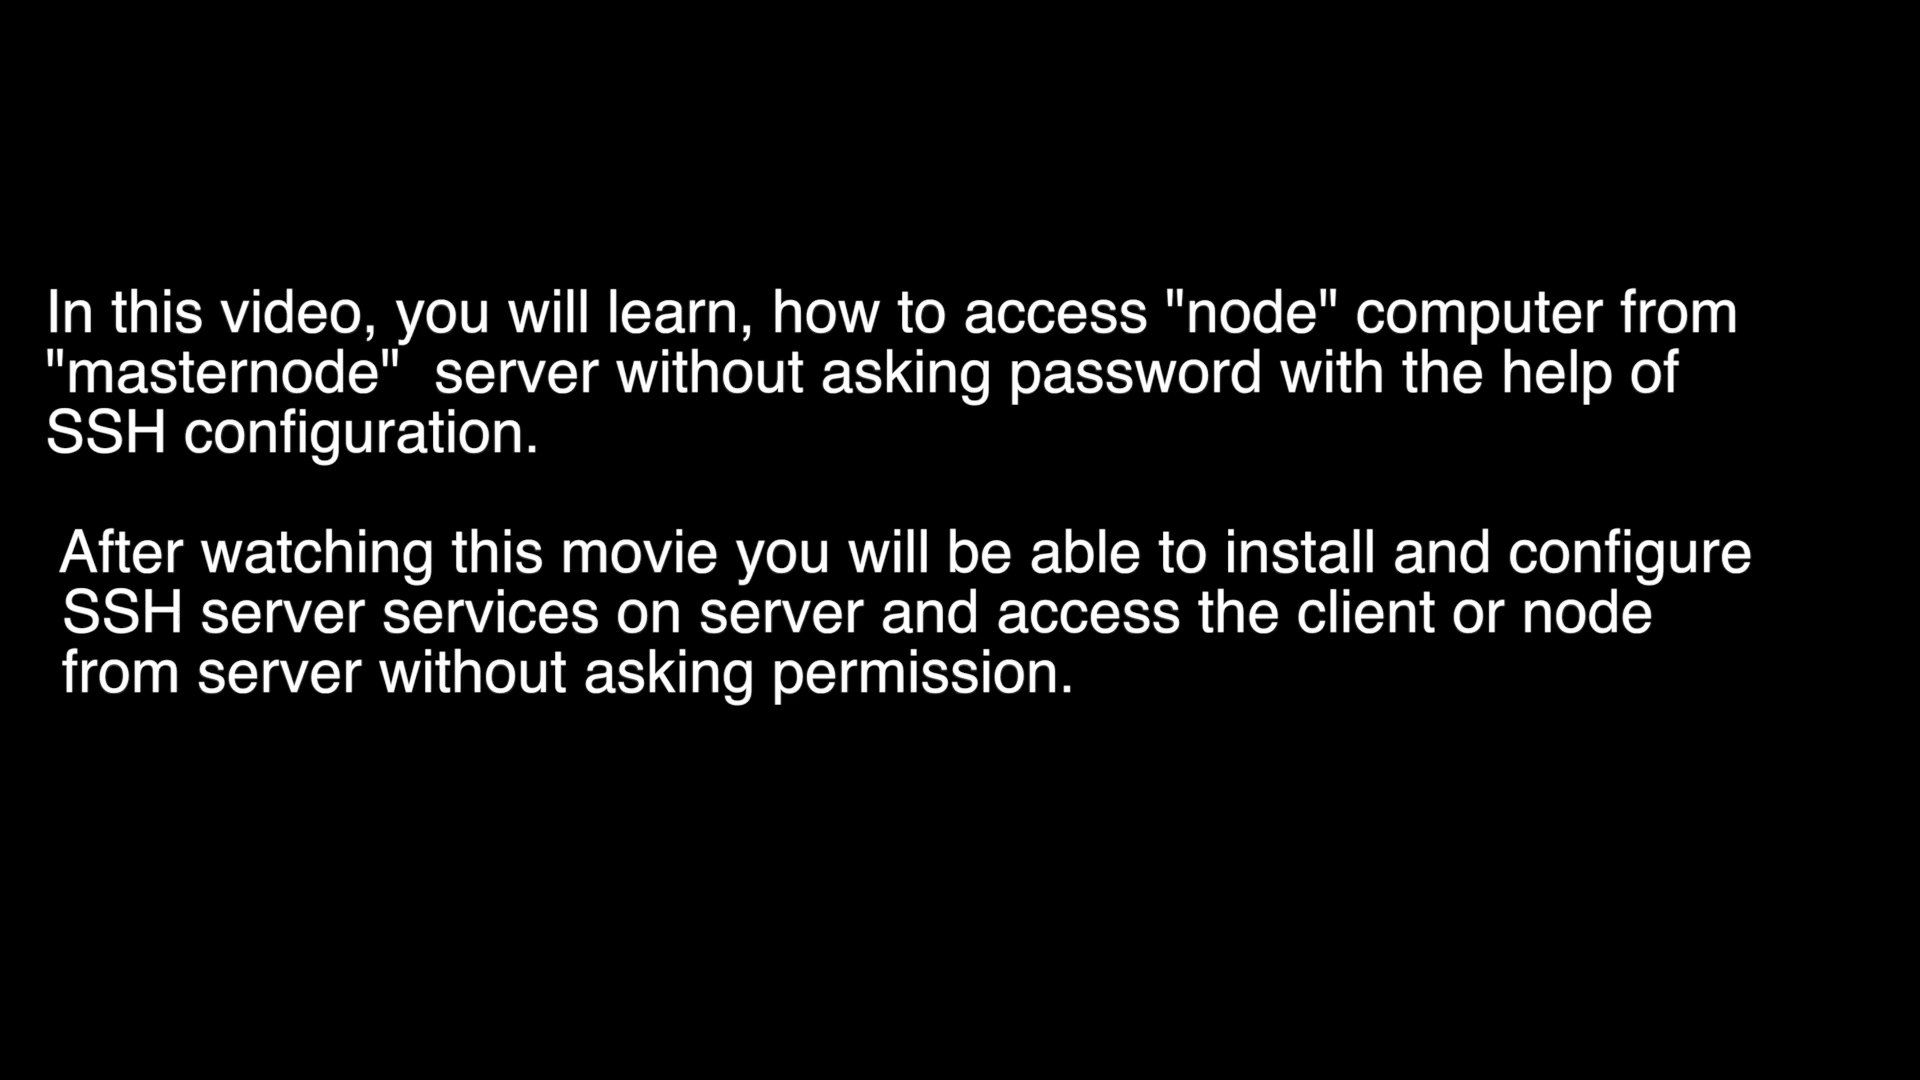 In this video, you will learn, how to access "node" computer from
"masternode"  server without asking password with the help of
SSH configuration.
After watching this movie you will be able to install and configure
SSH server services on server and access the client or node
from server without asking permission.